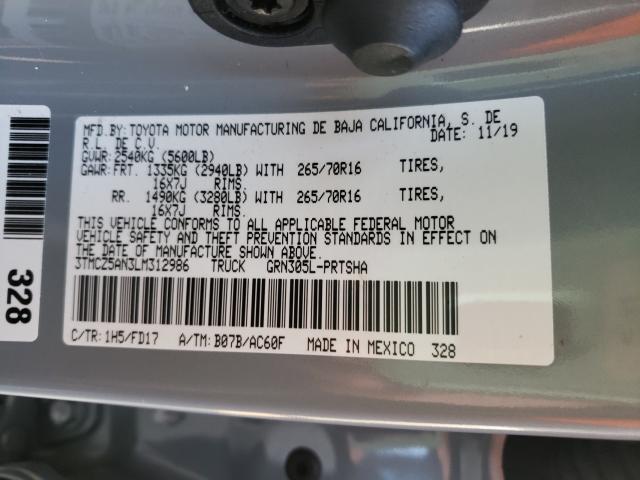 MFD.BY: TOYOTA MOTOR MANUFACTURING DE BAJA CALIFORNIA, S. DE
R L. DE C.V. DATE: 11/19
GVWR: 2540KG (5600LB)
GAWR: FRT. 1335KG (2940LB) WITH 265/70R16 TIRES,
16X7J RIMS.
RR. 1490KG (3280LB) WITH 265/70R16 TIRES,
16X7J RIMS.
THIS VEHICLE CONFORMS TO ALL APPLICABLE FEDERAL MOTOR
VEHICLE SAFETY AND THEFT PREVENTION STANDARDS IN EFFECT ON
THE DATE OF MANUFACTURE SHOWN ABOVE.
3TMCZ5AN3LM312986 TRUCK GRN305L-PRTSHA
C/TR: 1H5/FD17 A/TM: B07B/AC60F MADE IN MEXICO 328
328